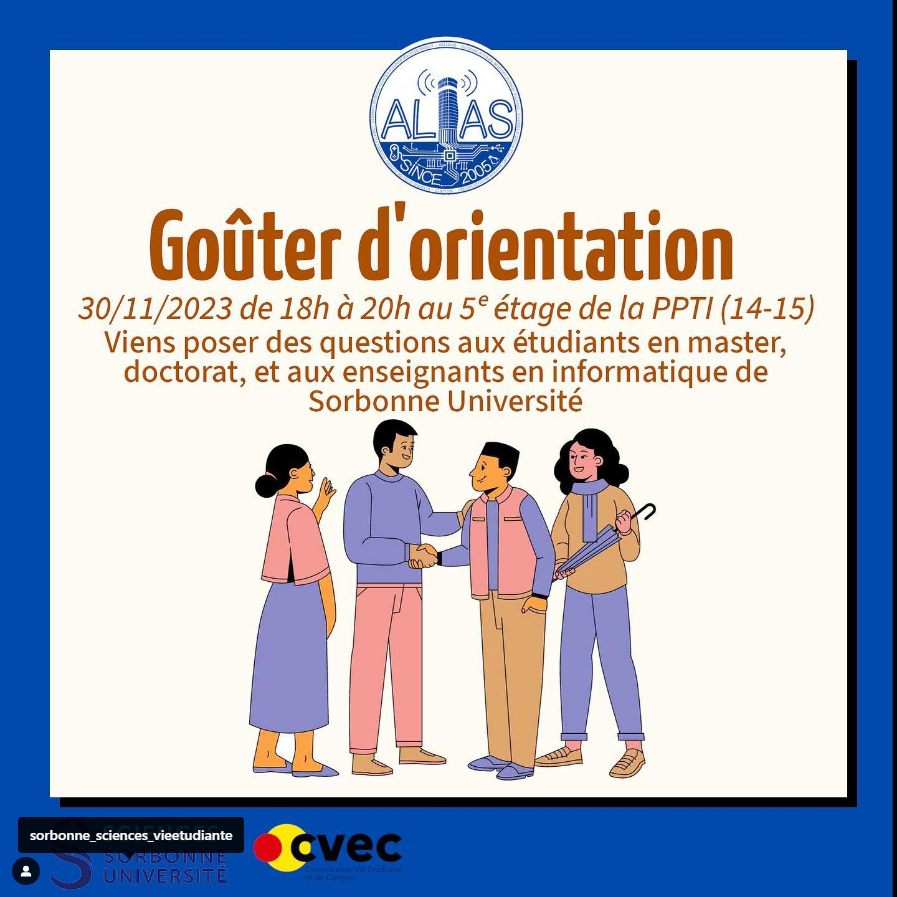 ALIAS
SINCE 2005
Goûter d'orientation
30/11/2023 de 18h à 20h au 5ᵉ étage de la PPTI (14-15)
Viens poser des questions aux étudiants en master,
doctorat, et aux enseignants en informatique de
Sorbonne Université
sorbonne_sciences_vieetudiante
SORBONNE
UNIVERSITÉ
cvec
Contribution Vie Étudiante
et de Campus